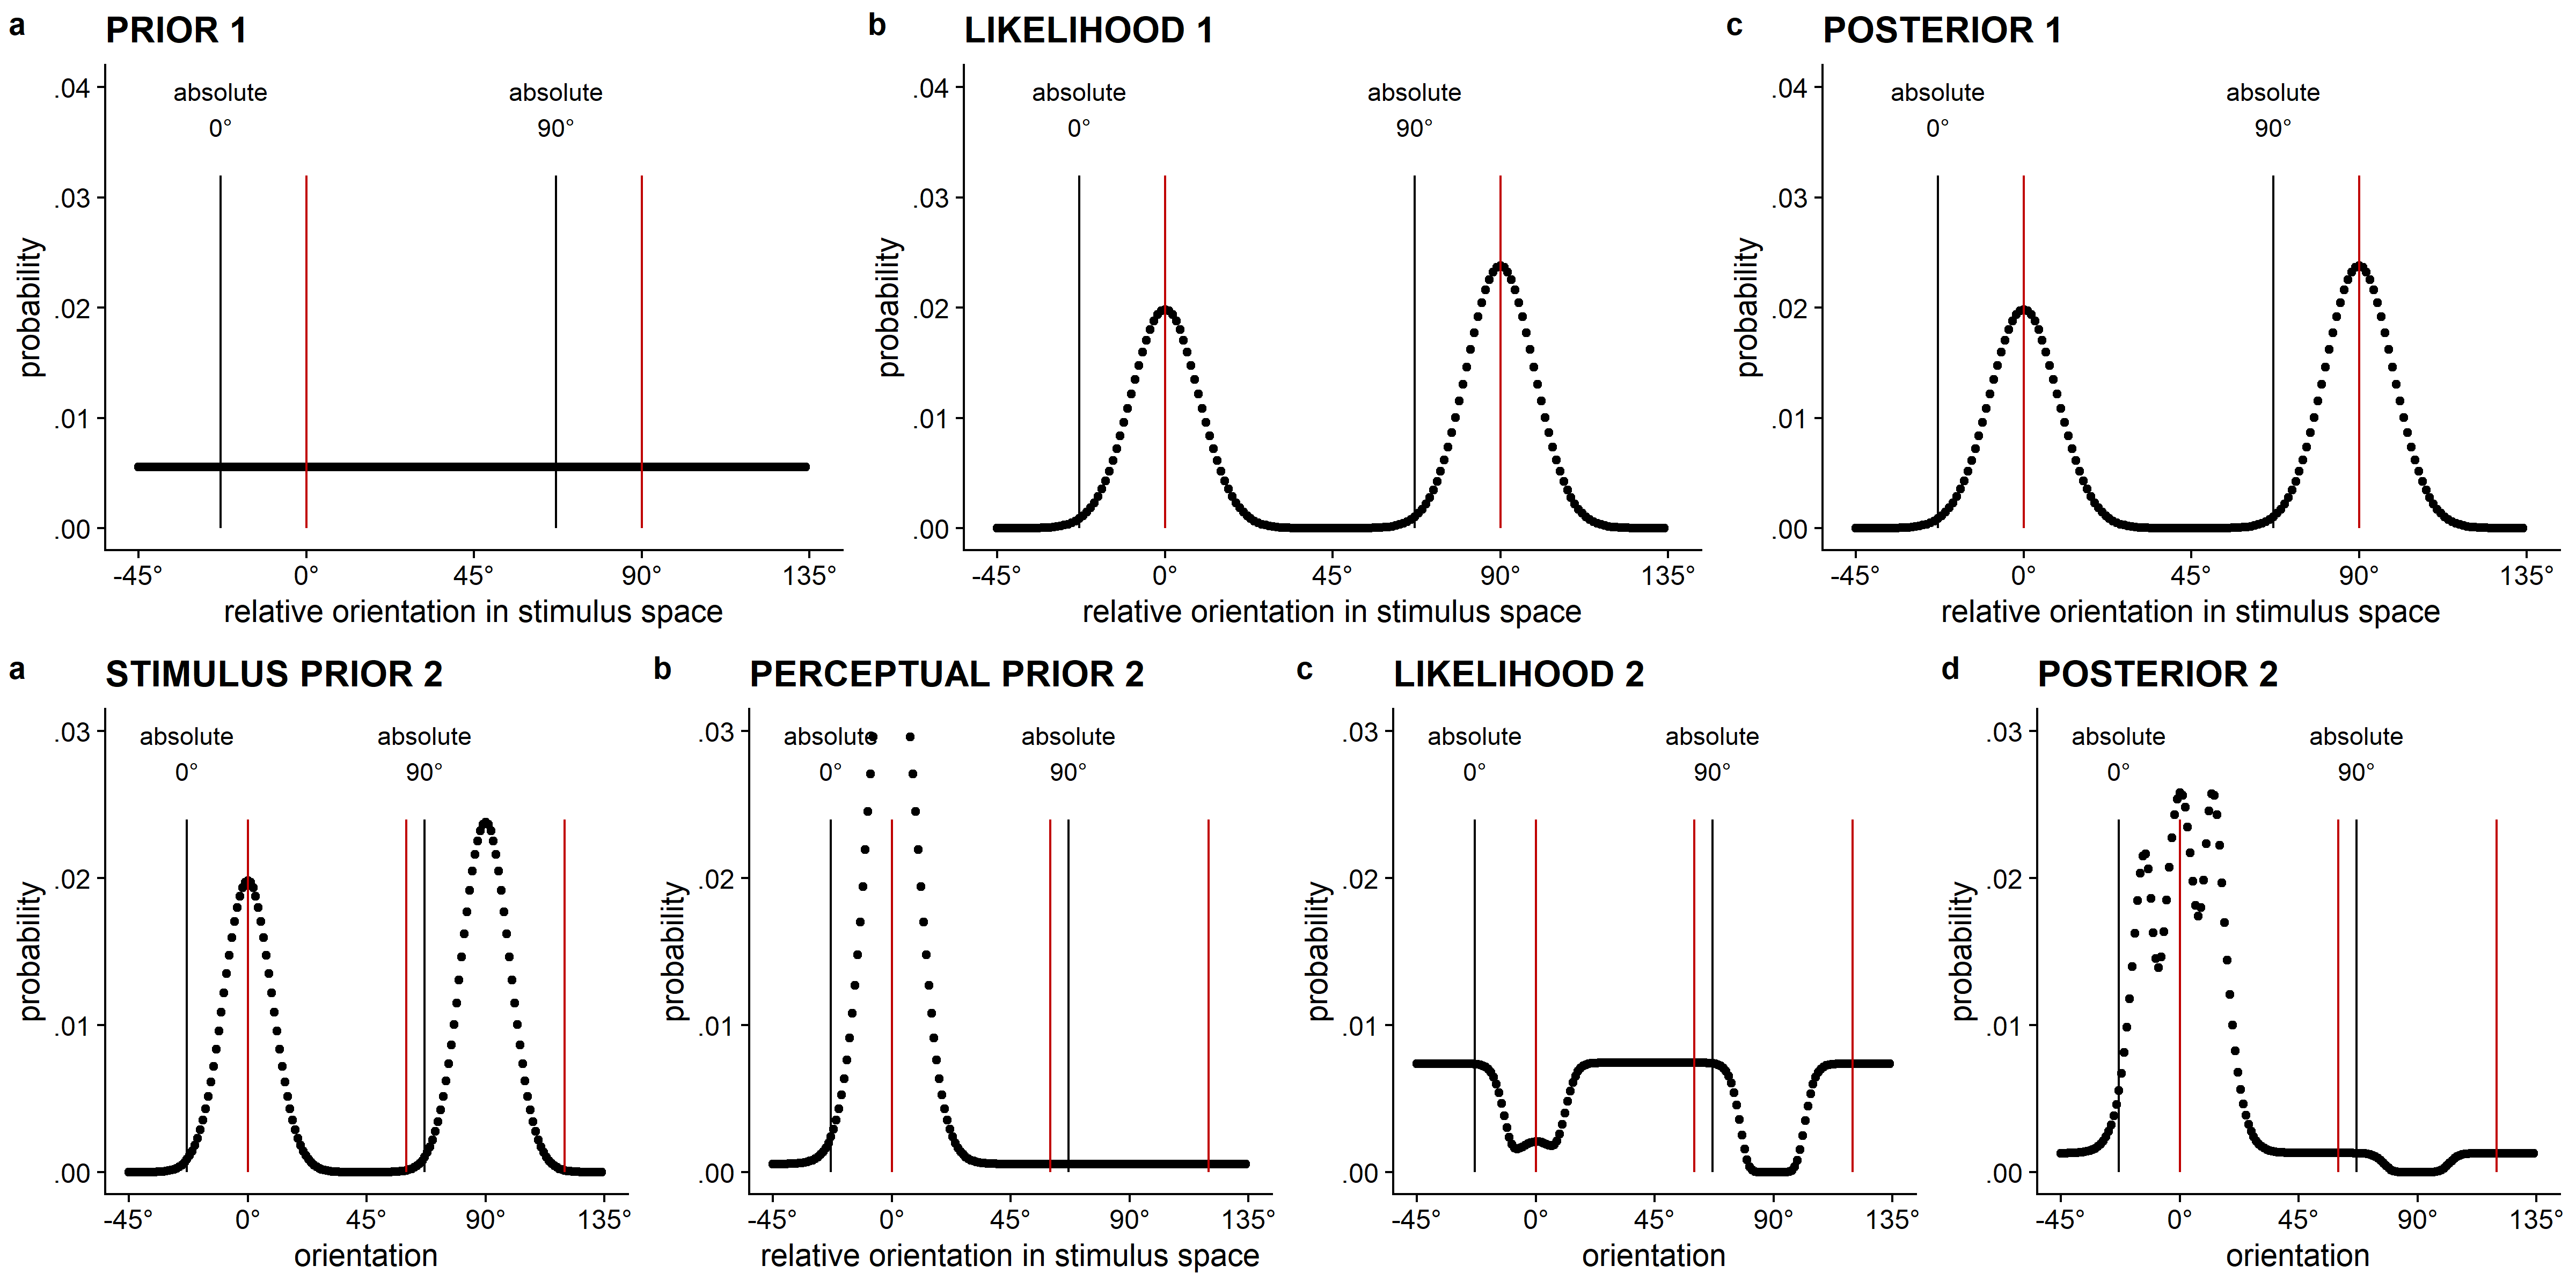 a PRIOR 1
.04
.03
.02
.01
.00
probability
absolute
0°
absolute
90°
-45° 0° 45° 90° 135°
relative orientation in stimulus space
b LIKELIHOOD 1
.04
.03
.02
.01
.00
probability
absolute
0°
absolute
90°
-45° 0° 45° 90° 135°
relative orientation in stimulus space
c POSTERIOR 1
.04
.03
.02
.01
.00
probability
absolute
0°
absolute
90°
-45° 0° 45° 90° 135°
relative orientation in stimulus space
a STIMULUS PRIOR 2
.03
.02
.01
.00
probability
absolute
0°
absolute
90°
-45° 0° 45° 90° 135°
orientation
b PERCEPTUAL PRIOR 2
.03
.02
.01
.00
probability
absolute
0°
absolute
90°
-45° 0° 45° 90° 135°
relative orientation in stimulus space
c LIKELIHOOD 2
.03
.02
.01
.00
probability
absolute
0°
absolute
90°
-45° 0° 45° 90° 135°
orientation
d POSTERIOR 2
.03
.02
.01
.00
probability
absolute
0°
absolute
90°
-45° 0° 45° 90° 135°
orientation